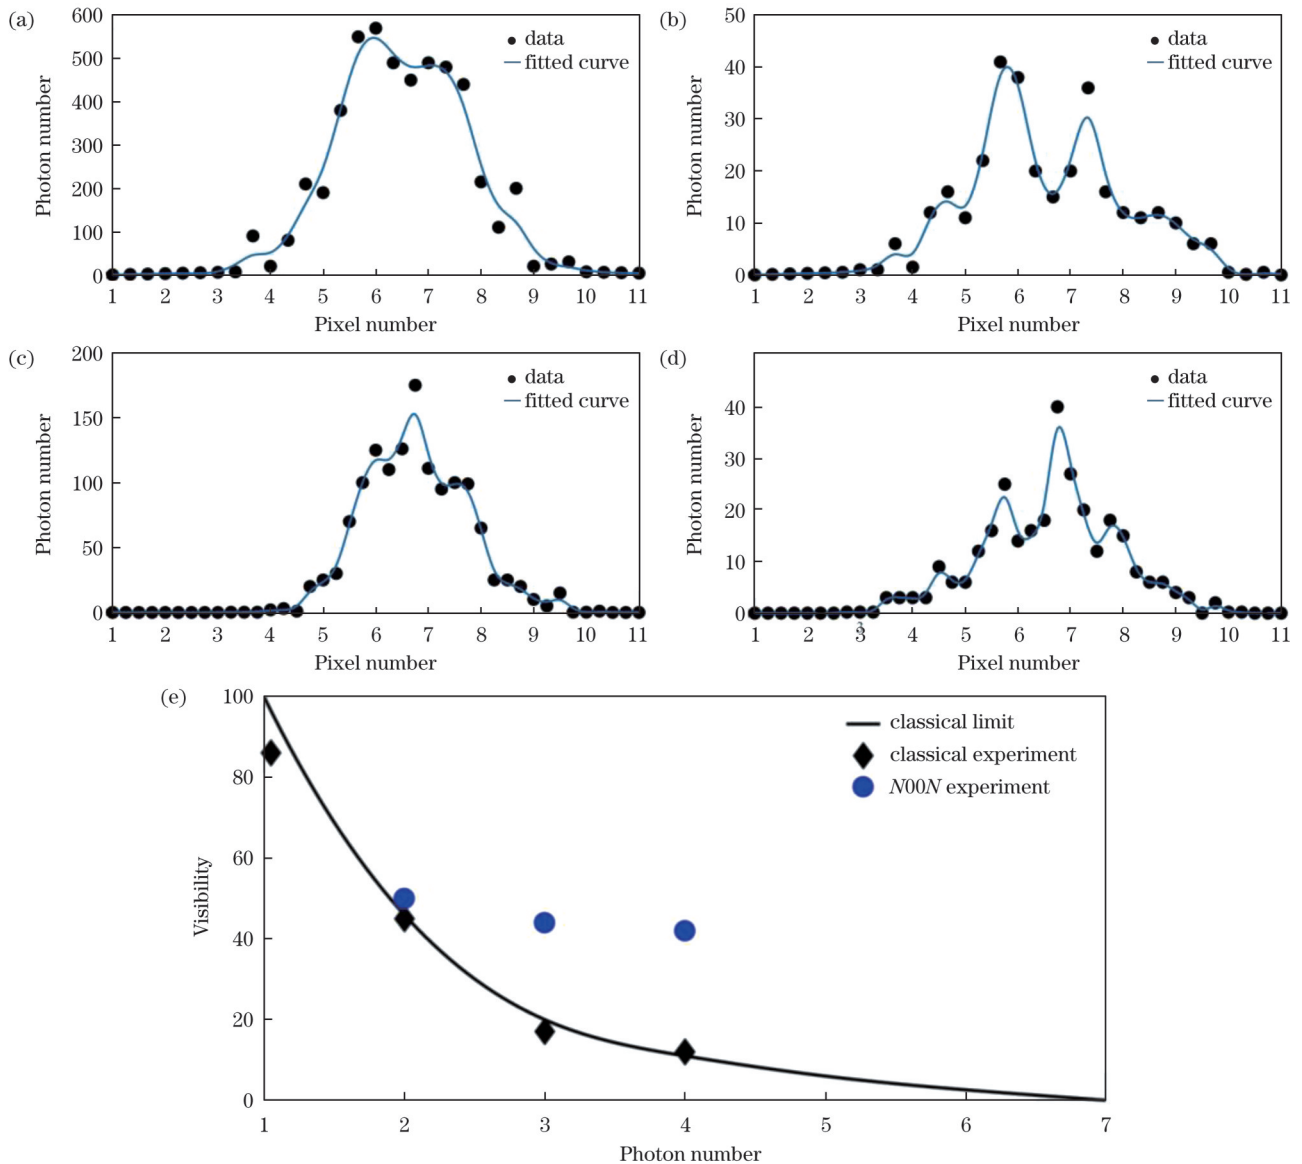 (a)
600
500
400
300
200
100
0
Photon number
data
fitted curve
1 2 3 4 5 6 7 8 9 10 11
Pixel number
(b)
50
40
30
20
10
0
Photon number
data
fitted curve
1 2 3 4 5 6 7 8 9 10 11
Pixel number
(c)
200
150
100
50
0
Photon number
data
fitted curve
1 2 3 4 5 6 7 8 9 10 11
Pixel number
(d)
40
30
20
10
0
Photon number
data
fitted curve
1 2 3 4 5 6 7 8 9 10 11
Pixel number
(e)
100
80
60
40
20
0
Visibility
classical limit
classical experiment
N00N experiment
1 2 3 4 5 6 7
Photon number